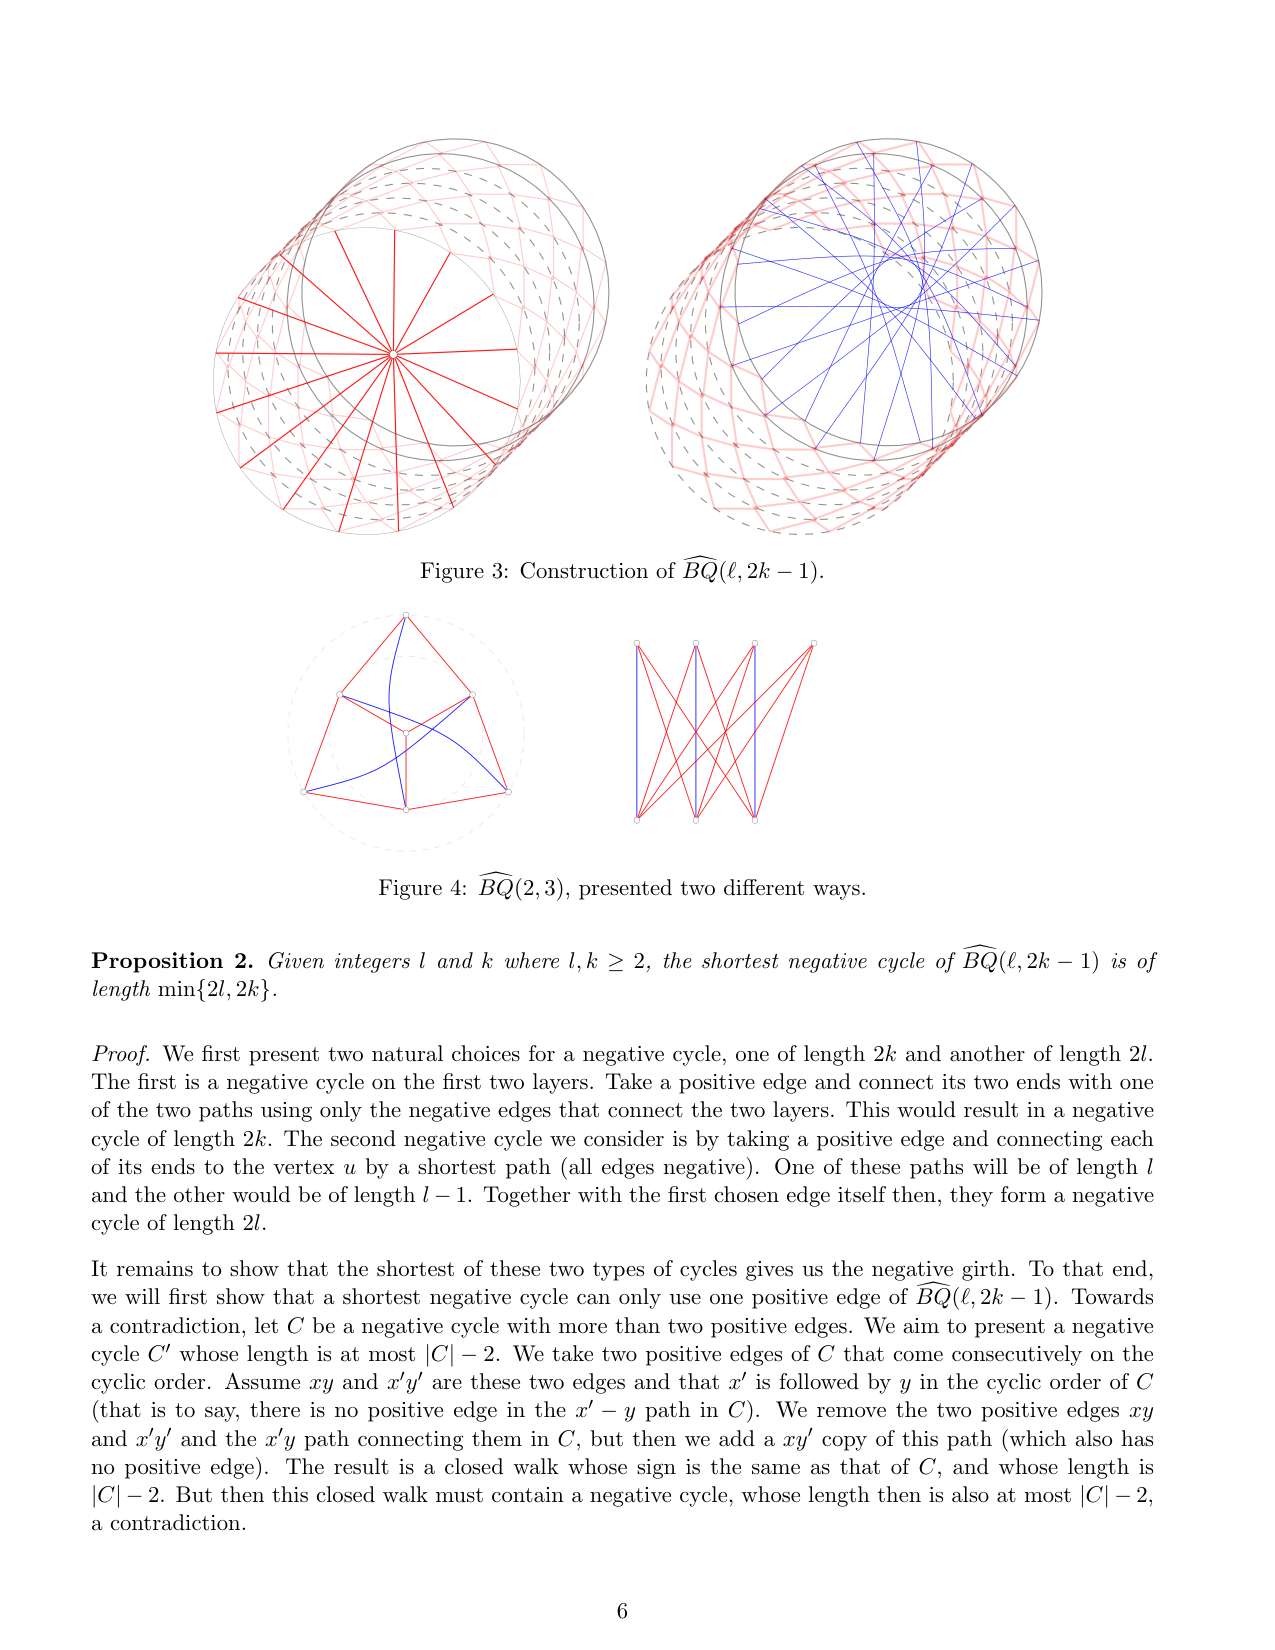 Figure 3: Construction of $\widehat{BQ}(\ell, 2k-1)$.
Figure 4: $\widehat{BQ}(2, 3)$, presented two different ways.
Proposition 2. Given integers l and k where l, k ≥ 2, the shortest negative cycle of $\widehat{BQ}(\ell, 2k-1)$ is of
length min{2l, 2k}.
Proof. We first present two natural choices for a negative cycle, one of length 2k and another of length 2l.
The first is a negative cycle on the first two layers. Take a positive edge and connect its two ends with one
of the two paths using only the negative edges that connect the two layers. This would result in a negative
cycle of length 2k. The second negative cycle we consider is by taking a positive edge and connecting each
of its ends to the vertex u by a shortest path (all edges negative). One of these paths will be of length l
and the other would be of length l − 1. Together with the first chosen edge itself then, they form a negative
cycle of length 2l.
It remains to show that the shortest of these two types of cycles gives us the negative girth. To that end,
we will first show that a shortest negative cycle can only use one positive edge of $\widehat{BQ}(\ell, 2k-1)$. Towards
a contradiction, let C be a negative cycle with more than two positive edges. We aim to present a negative
cycle C′ whose length is at most |C| − 2. We take two positive edges of C that come consecutively on the
cyclic order. Assume xy and x′y′ are these two edges and that x′ is followed by y in the cyclic order of C
(that is to say, there is no positive edge in the x′ − y path in C). We remove the two positive edges xy
and x′y′ and the x′y path connecting them in C, but then we add a xy′ copy of this path (which also has
no positive edge). The result is a closed walk whose sign is the same as that of C, and whose length is
|C| − 2. But then this closed walk must contain a negative cycle, whose length then is also at most |C| − 2,
a contradiction.
6